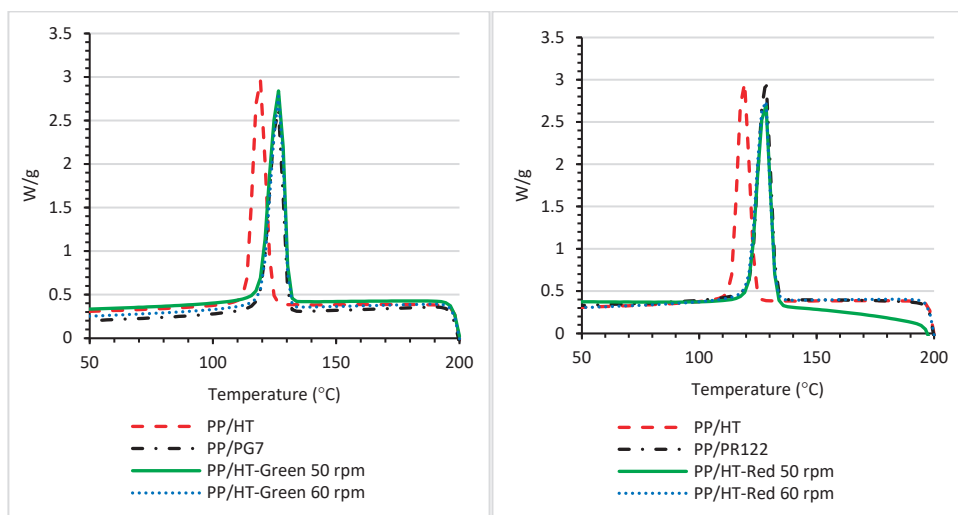 3.5
3
2.5
2
1.5
1
0.5
0
W/g
50
100
150
200
Temperature (°C)
PP/HT
PP/PG7
PP/HT-Green 50 rpm
PP/HT-Green 60 rpm
3.5
3
2.5
2
1.5
1
0.5
0
W/g
50
100
150
200
Temperature (°C)
PP/HT
PP/PR122
PP/HT-Red 50 rpm
PP/HT-Red 60 rpm